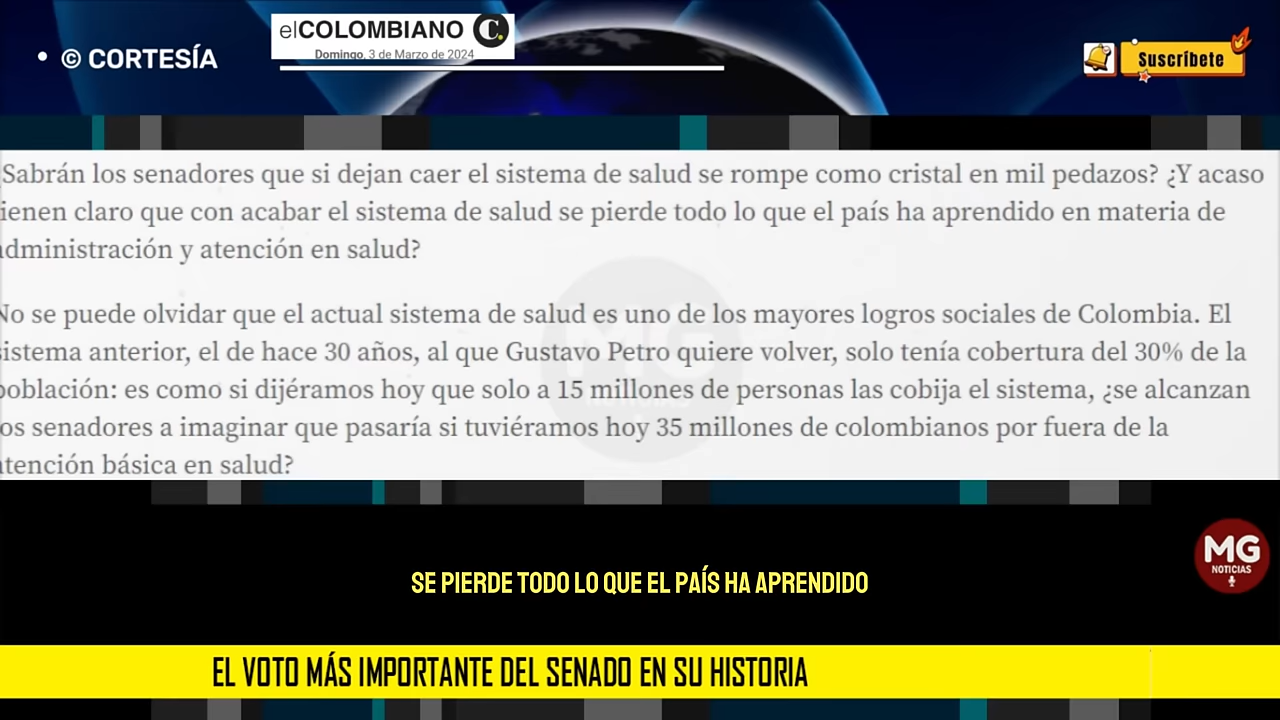 elCOLOMBIANO C.
Domingo, 3 de Marzo de 2024
• © CORTESÍA
Suscríbete
Sabrán los senadores que si dejan caer el sistema de salud se rompe como cristal en mil pedazos? ¿Y acaso
ienen claro que con acabar el sistema de salud se pierde todo lo que el país ha aprendido en materia de
administración y atención en salud?
No se puede olvidar que el actual sistema de salud es uno de los mayores logros sociales de Colombia. El
sistema anterior, el de hace 30 años, al que Gustavo Petro quiere volver, solo tenía cobertura del 30% de la
población: es como si dijéramos hoy que solo a 15 millones de personas las cobija el sistema, ¿se alcanzan
os senadores a imaginar que pasaría si tuviéramos hoy 35 millones de colombianos por fuera de la
atención básica en salud?
MG
NOTICIAS
SE PIERDE TODO LO QUE EL PAÍS HA APRENDIDO
MG
NOTICIAS
EL VOTO MÁS IMPORTANTE DEL SENADO EN SU HISTORIA